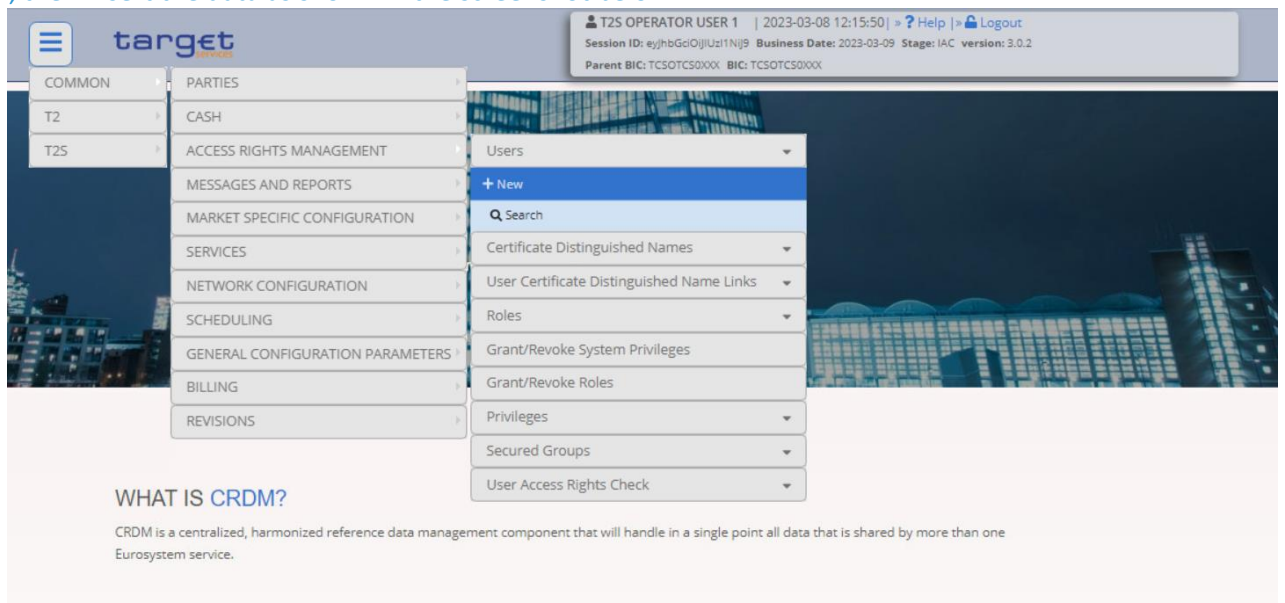 T2S OPERATOR USER 1 | 2023-03-08 12:15:50| » ? Help |» Logout
Session ID: eyJhbGciOiJIUzI1NiJ9 Business Date: 2023-03-09 Stage: IAC version: 3.0.2
Parent BIC: TCSOTCS0XXX BIC: TCSOTCS0XXX
target
services
COMMON
T2
T2S
PARTIES
CASH
ACCESS RIGHTS MANAGEMENT
MESSAGES AND REPORTS
MARKET SPECIFIC CONFIGURATION
SERVICES
NETWORK CONFIGURATION
SCHEDULING
GENERAL CONFIGURATION PARAMETERS
BILLING
REVISIONS
Users
+ New
Search
Certificate Distinguished Names
User Certificate Distinguished Name Links
Roles
Grant/Revoke System Privileges
Grant/Revoke Roles
Privileges
Secured Groups
User Access Rights Check
WHAT IS CRDM?
CRDM is a centralized, harmonized reference data management component that will handle in a single point all data that is shared by more than one
Eurosystem service.